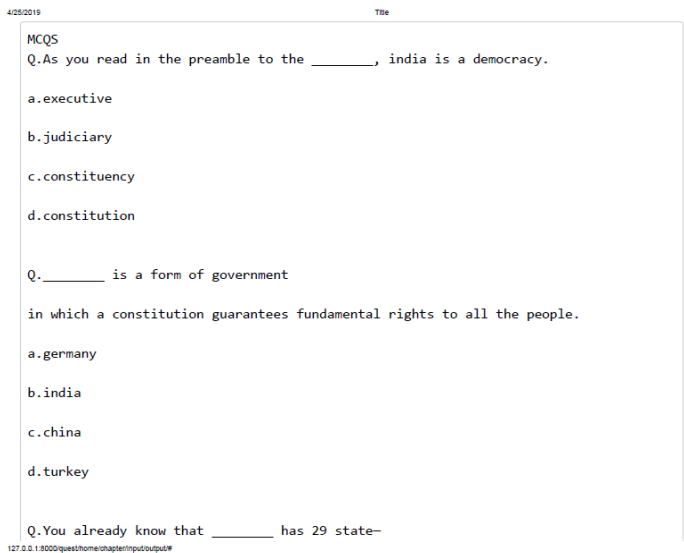 4/25/2019 Title
MCQS
Q.As you read in the preamble to the ________, india is a democracy.
a.executive
b.judiciary
c.constituency
d.constitution
Q.________ is a form of government
in which a constitution guarantees fundamental rights to all the people.
a.germany
b.india
c.china
d.turkey
Q.You already know that ________ has 29 state—
127.0.0.1:8000/quest/home/chapter/input/output/#